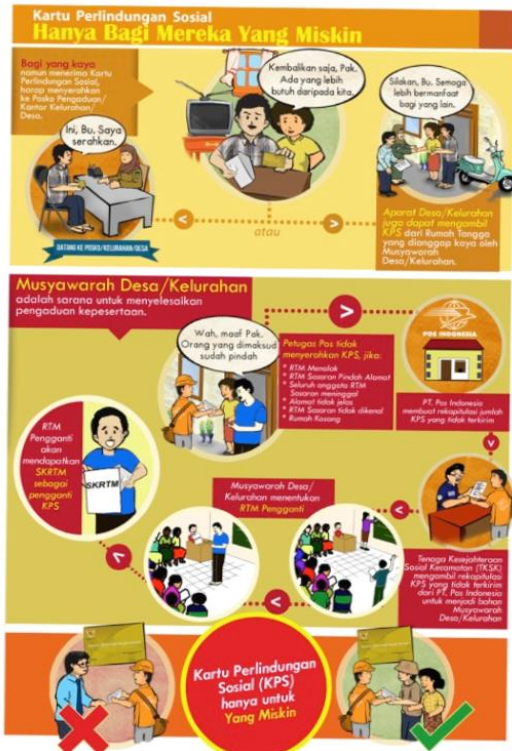 Kartu Perlindungan Sosial
Hanya Bagi Mereka Yang Miskin
Bagi yang kaya
namun menerima Kartu
Perlindungan Sosial,
harap menyerahkan
ke Posko Pengaduan/
Kantor Kelurahan/
Desa.
Ini, Bu. Saya
serahkan.
DATANG KE POSKO/KELURAHAN/DESA
Kembalikan saja, Pak.
Ada yang lebih
butuh daripada kita.
atau
Silakan, Bu. Semoga
lebih bermanfaat
bagi yang lain.
Aparat Desa/Kelurahan
juga dapat mengambil
KPS dari Rumah Tangga
yang dianggap kaya oleh
Musyawarah
Desa/Kelurahan.
Musyawarah Desa/Kelurahan
adalah sarana untuk menyelesaikan
pengaduan kepesertaan.
Wah, maaf Pak.
Orang yang dimaksud
sudah pindah
Petugas Pos tidak
menyerahkan KPS, jika:
* RTM Menolak
* RTM Sasaran Pindah Alamat
* Seluruh anggota RTM
Sasaran meninggal
* Alamat tidak jelas
* RTM Sasaran tidak dikenal
* Rumah Kosong
POS INDONESIA
PT. Pos Indonesia
membuat rekapitulasi jumlah
KPS yang tidak terkirim
Tenaga Kesejahteraan
Sosial Kecamatan (TKSK)
mengambil rekapitulasi
KPS yang tidak terkirim
dari PT. Pos Indonesia
untuk menjadi bahan
Musyawarah
Desa/Kelurahan
Musyawarah Desa/
Kelurahan menentukan
RTM Pengganti
RTM
Pengganti
akan
mendapatkan
SKRTM
sebagai
pengganti
KPS
SKRTM
Kartu Perlindungan
Sosial (KPS)
hanya untuk
Yang Miskin